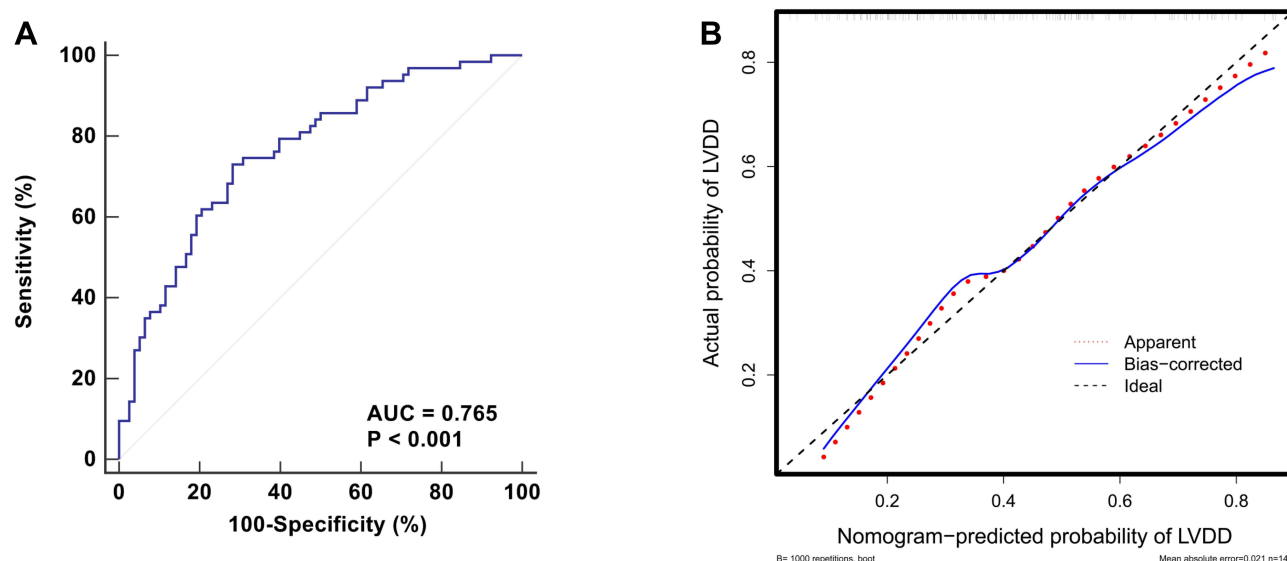 A
Sensitivity (%)
100
80
60
40
20
0
AUC = 0.765
P < 0.001
0 20 40 60 80 100
100-Specificity (%)
B
Actual probability of LVDD
0.8
0.6
0.4
0.2
Apparent
Bias-corrected
Ideal
0.2 0.4 0.6 0.8
Nomogram-predicted probability of LVDD
B= 1000 repetitions, boot
Mean absolute error=0.021 n=14